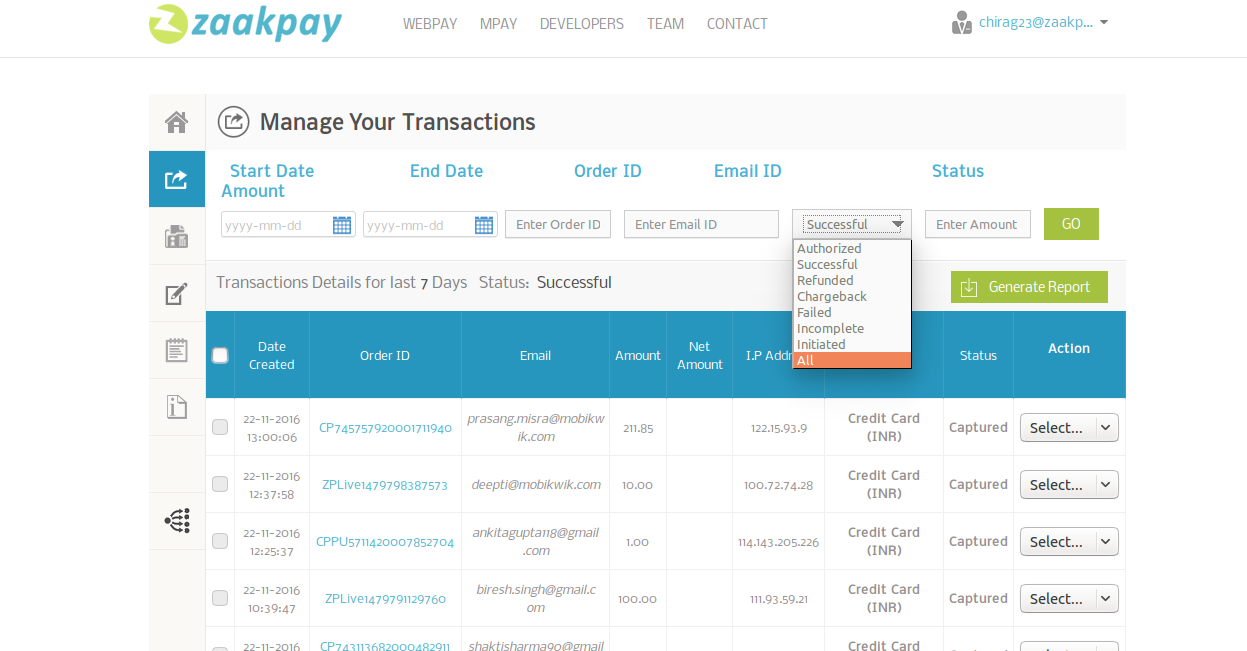 zaakpay
WEBPAY MPAY DEVELOPERS TEAM CONTACT
chirag23@zaakp...
Manage Your Transactions
Start Date End Date Order ID Email ID Status
Amount
yyyy-mm-dd yyyy-mm-dd Enter Order ID Enter Email ID Successful Enter Amount GO
Authorized
Successful
Refunded
Chargeback
Failed
Incomplete
Initiated
All
Transactions Details for last 7 Days Status: Successful
Generate Report
Date Created Order ID Email Amount Net Amount I.P Addr Status Action
22-11-2016
13:00:06
CP745757920001711940
prasang.misra@mobikw
ik.com
211.85
122.15.93.9
Credit Card
(INR)
Captured
Select...
22-11-2016
12:37:58
ZPLive1479798387573
deepti@mobikwik.com
10.00
100.72.74.28
Credit Card
(INR)
Captured
Select...
22-11-2016
12:25:37
CPPU5711420007852704
ankitagupta118@gmail
.com
1.00
114.143.205.226
Credit Card
(INR)
Captured
Select...
22-11-2016
10:39:47
ZPLive1479791129760
biresh.singh@gmail.c
om
100.00
111.93.59.21
Credit Card
(INR)
Captured
Select...
22-11-2016
CP743113682000482911
shaktisharma90@gmail
Credit Card